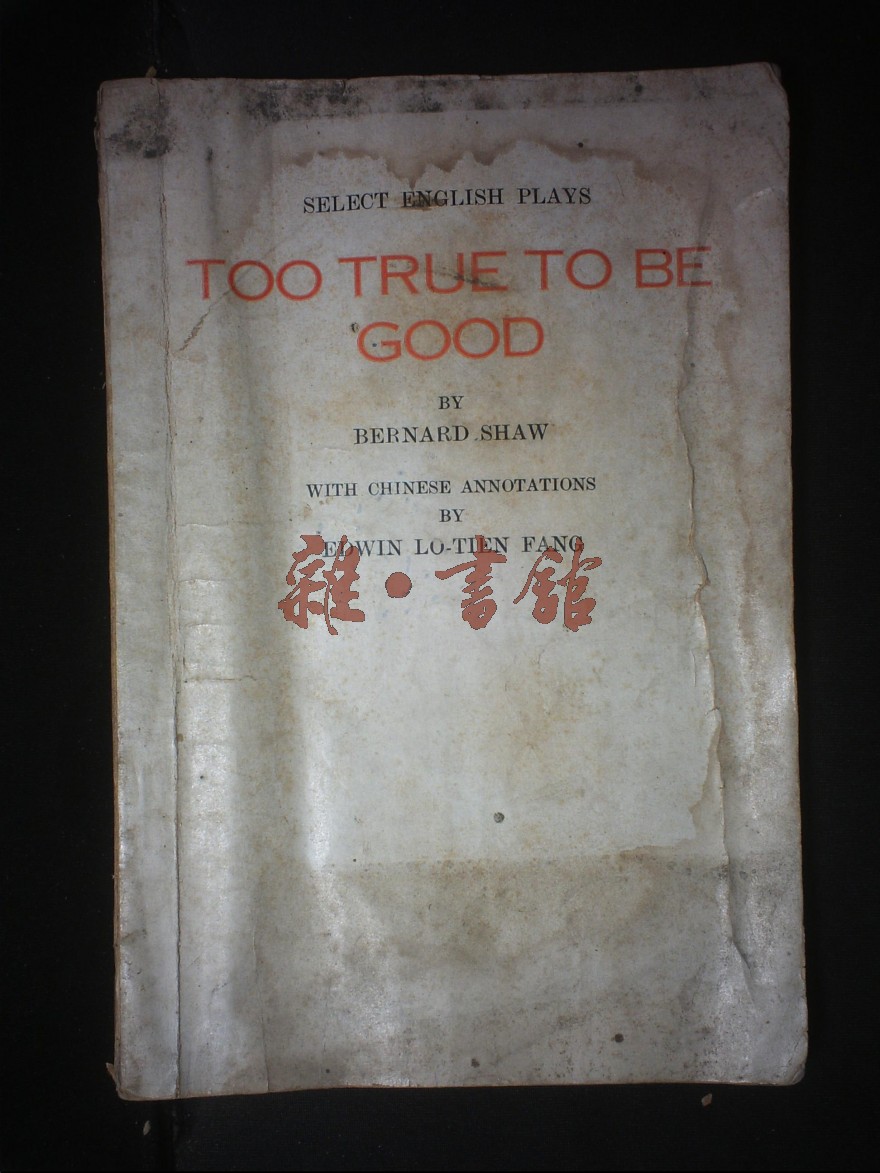 SELECT ENGLISH PLAYS
TOO TRUE TO BE
GOOD
BY
BERNARD SHAW
WITH CHINESE ANNOTATIONS
BY
EDWIN LO-TIEN FANG
雜·書館